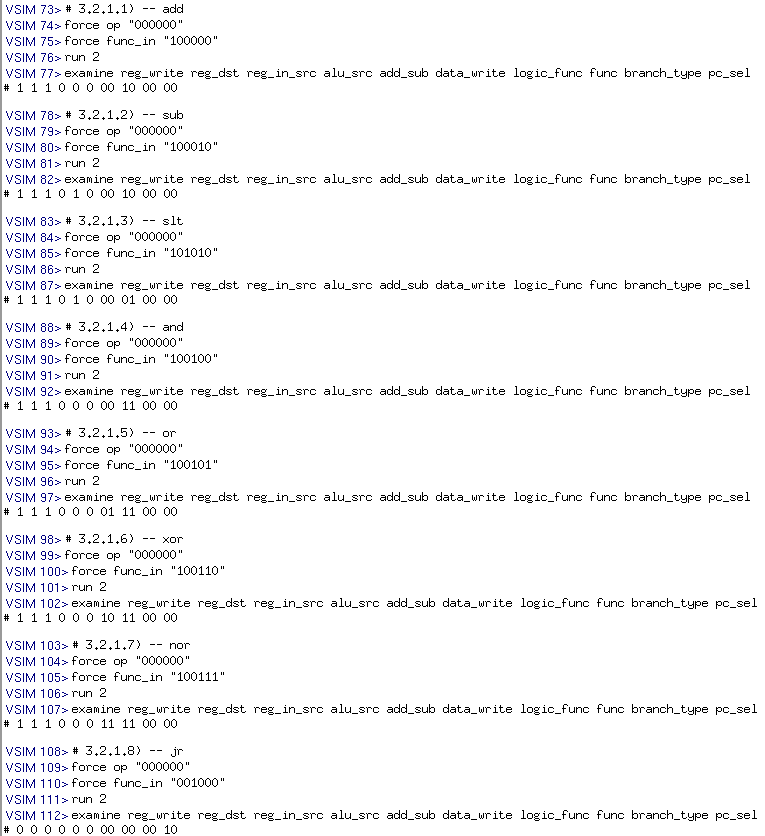 VSIM 73> # 3.2.1.1) -- add
VSIM 74> force op "000000"
VSIM 75> force func_in "100000"
VSIM 76> run 2
VSIM 77> examine reg_write reg_dst reg_in_src alu_src add_sub data_write logic_func func branch_type pc_sel
# 1 1 1 0 0 0 00 10 00 00
VSIM 78> # 3.2.1.2) -- sub
VSIM 79> force op "000000"
VSIM 80> force func_in "100010"
VSIM 81> run 2
VSIM 82> examine reg_write reg_dst reg_in_src alu_src add_sub data_write logic_func func branch_type pc_sel
# 1 1 1 0 1 0 00 10 00 00
VSIM 83> # 3.2.1.3) -- slt
VSIM 84> force op "000000"
VSIM 85> force func_in "101010"
VSIM 86> run 2
VSIM 87> examine reg_write reg_dst reg_in_src alu_src add_sub data_write logic_func func branch_type pc_sel
# 1 1 1 0 1 0 00 01 00 00
VSIM 88> # 3.2.1.4) -- and
VSIM 89> force op "000000"
VSIM 90> force func_in "100100"
VSIM 91> run 2
VSIM 92> examine reg_write reg_dst reg_in_src alu_src add_sub data_write logic_func func branch_type pc_sel
# 1 1 1 0 0 0 00 11 00 00
VSIM 93> # 3.2.1.5) -- or
VSIM 94> force op "000000"
VSIM 95> force func_in "100101"
VSIM 96> run 2
VSIM 97> examine reg_write reg_dst reg_in_src alu_src add_sub data_write logic_func func branch_type pc_sel
# 1 1 1 0 0 0 01 11 00 00
VSIM 98> # 3.2.1.6) -- xor
VSIM 99> force op "000000"
VSIM 100> force func_in "100110"
VSIM 101> run 2
VSIM 102> examine reg_write reg_dst reg_in_src alu_src add_sub data_write logic_func func branch_type pc_sel
# 1 1 1 0 0 0 10 11 00 00
VSIM 103> # 3.2.1.7) -- nor
VSIM 104> force op "000000"
VSIM 105> force func_in "100111"
VSIM 106> run 2
VSIM 107> examine reg_write reg_dst reg_in_src alu_src add_sub data_write logic_func func branch_type pc_sel
# 1 1 1 0 0 0 11 11 00 00
VSIM 108> # 3.2.1.8) -- jr
VSIM 109> force op "000000"
VSIM 110> force func_in "001000"
VSIM 111> run 2
VSIM 112> examine reg_write reg_dst reg_in_src alu_src add_sub data_write logic_func func branch_type pc_sel
# 0 0 0 0 0 0 00 00 00 10